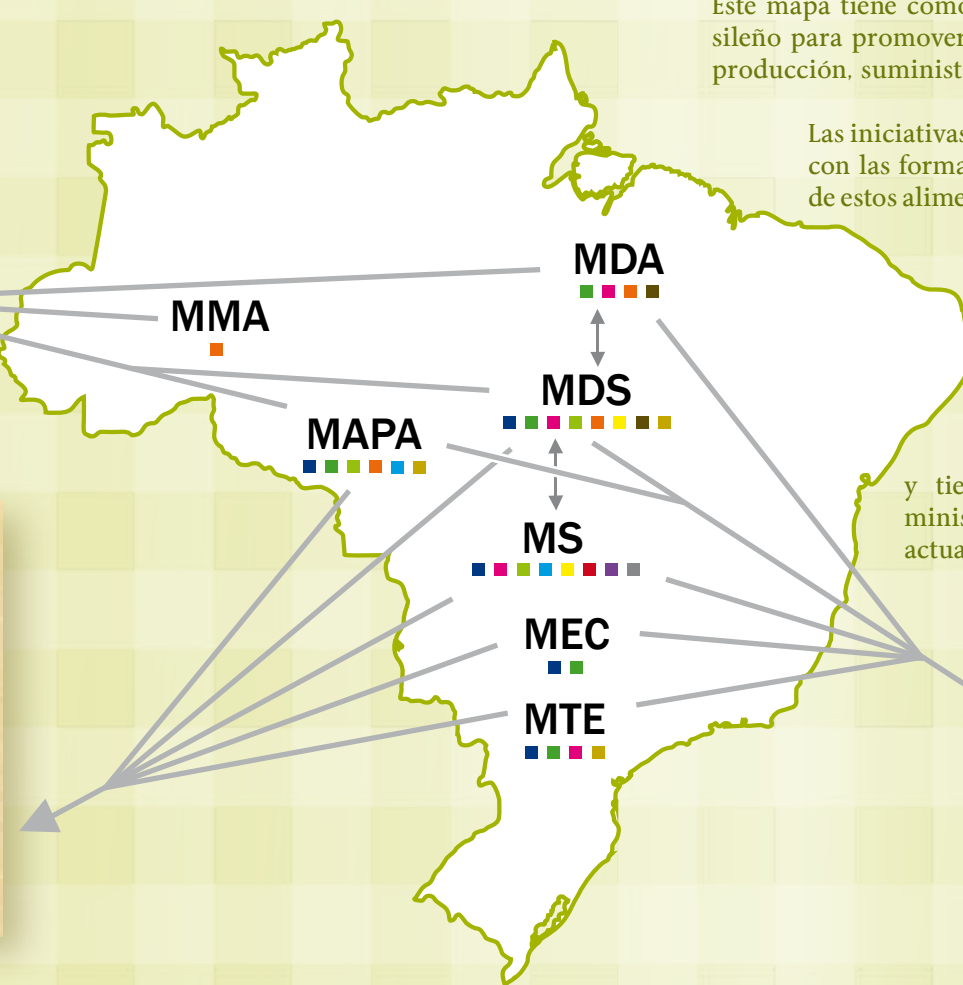 Este mapa tiene como
sileño para promover
producción, suminist
Las iniciativas
con las forma
de estos alime
MDA
MMA
MDS
MAPA
y tie
minis
actua
MS
MEC
MTE